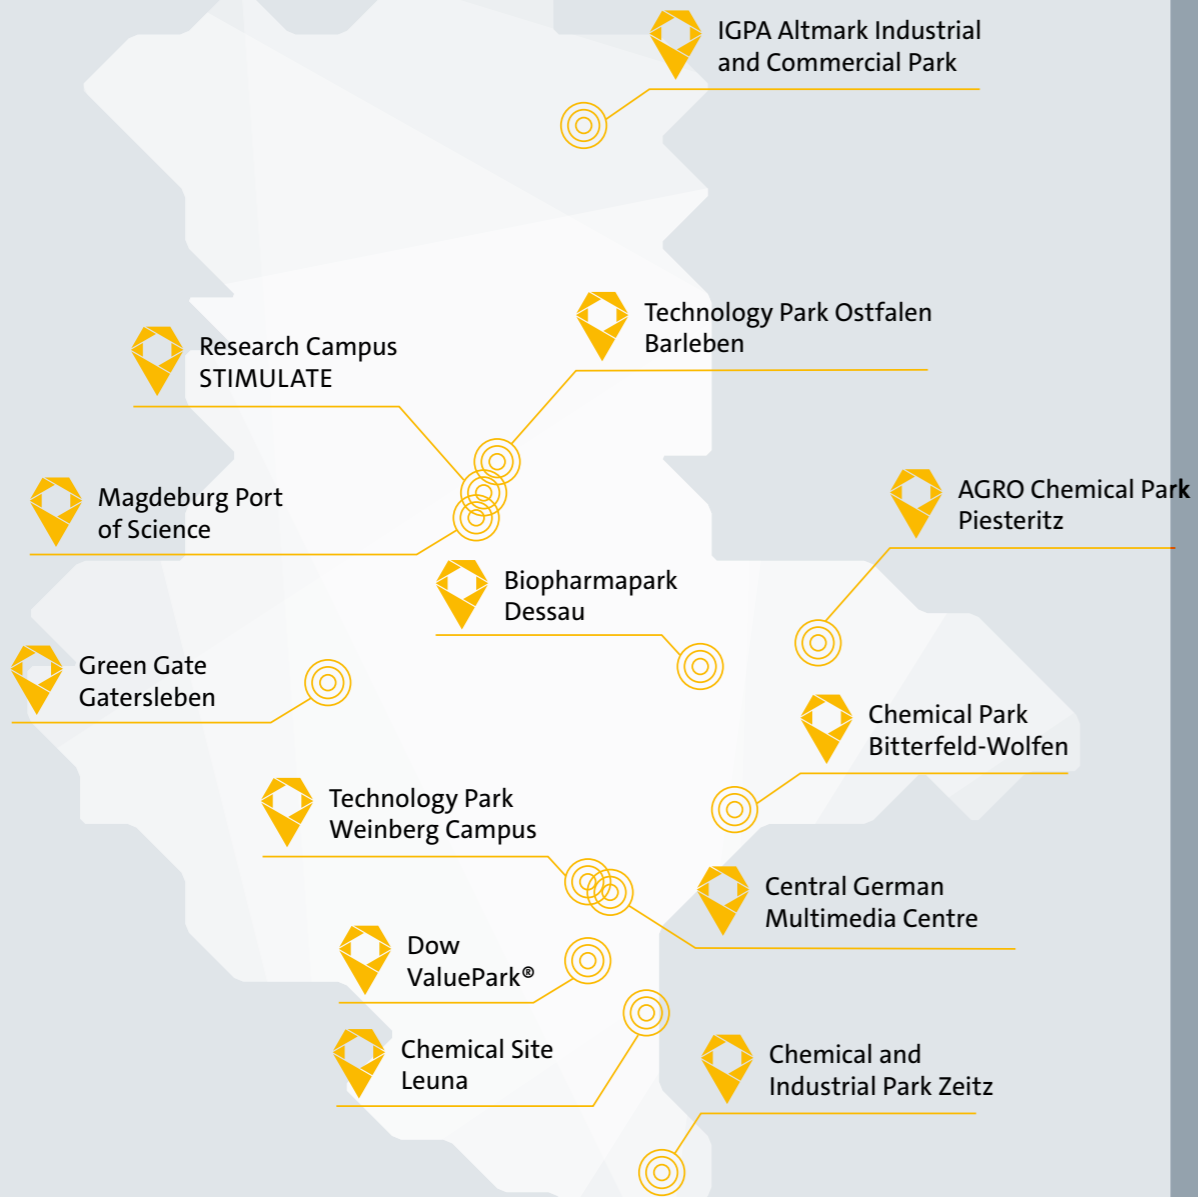 IGPA Altmark Industrial
and Commercial Park
Technology Park Ostfalen
Barleben
Research Campus
STIMULATE
Magdeburg Port
of Science
AGRO Chemical Park
Piesteritz
Biopharmapark
Dessau
Green Gate
Gatersleben
Chemical Park
Bitterfeld-Wolfen
Technology Park
Weinberg Campus
Central German
Multimedia Centre
Dow
ValuePark®
Chemical Site
Leuna
Chemical and
Industrial Park Zeitz